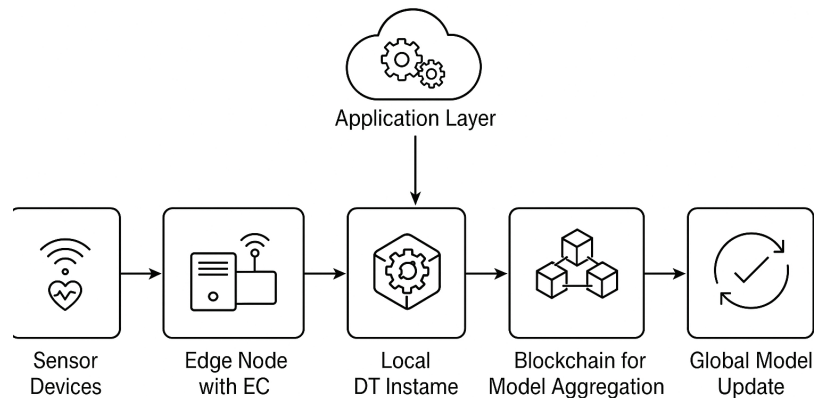 Application Layer
Sensor
Devices
Edge Node
with EC
Local
DT Instame
Blockchain for
Model Aggregation
Global Model
Update